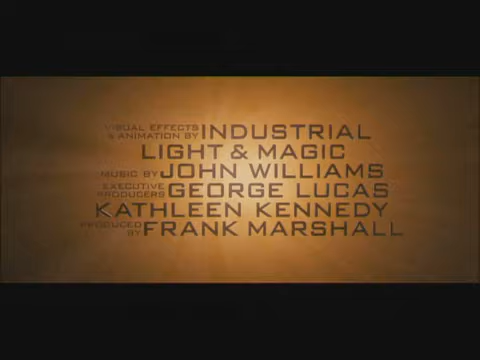 VISUAL EFFECTS
& ANIMATION BY INDUSTRIAL
LIGHT & MAGIC
MUSIC BY JOHN WILLIAMS
EXECUTIVE
PRODUCERS GEORGE LUCAS
KATHLEEN KENNEDY
PRODUCED
BY FRANK MARSHALL